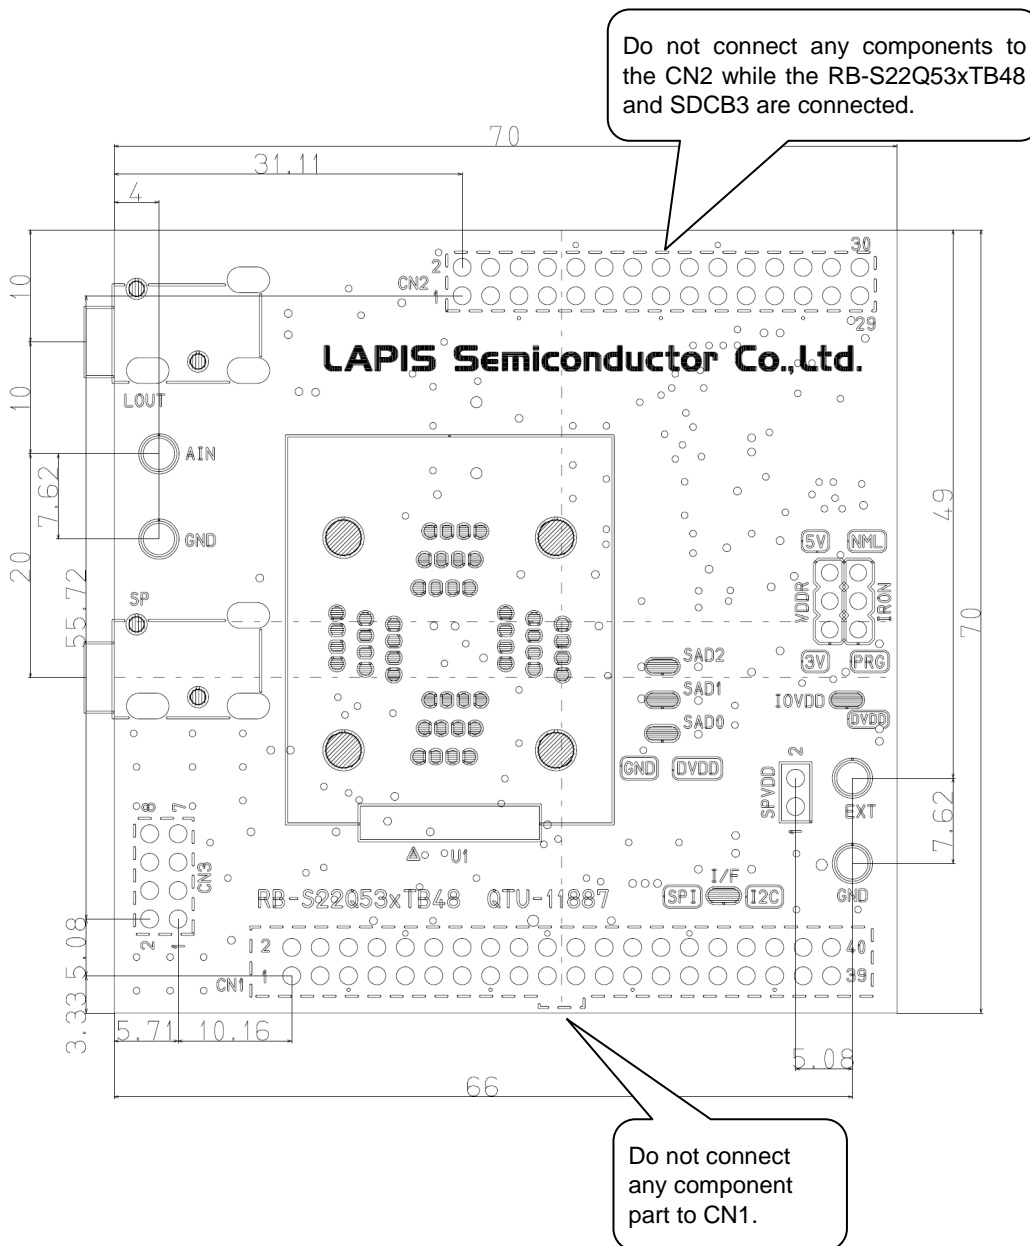 Do not connect any components to
the CN2 while the RB-S22Q53xTB48
and SDCB3 are connected.
70
31.11
4
30
2
CN2
1
29
10
LAPIS Semiconductor Co.,Ltd.
LOUT
10
AIN
7.62
49
GND
5V
NML
20
SP
VDDR
IRON
55.72
70
SAD2
3V
PRG
SAD1
IOVDD
DVDD
SAD0
GND
DVDD
2
SPVDD
EXT
8
7
1
7.62
U1
CN3
I/F
RB-S22Q53xTB48
QTU-11887
SPI
I2C
GND
2
1
5.08
2
40
CN1
1
39
3.33
5.71
10.16
5.08
66
Do not connect
any component
part to CN1.